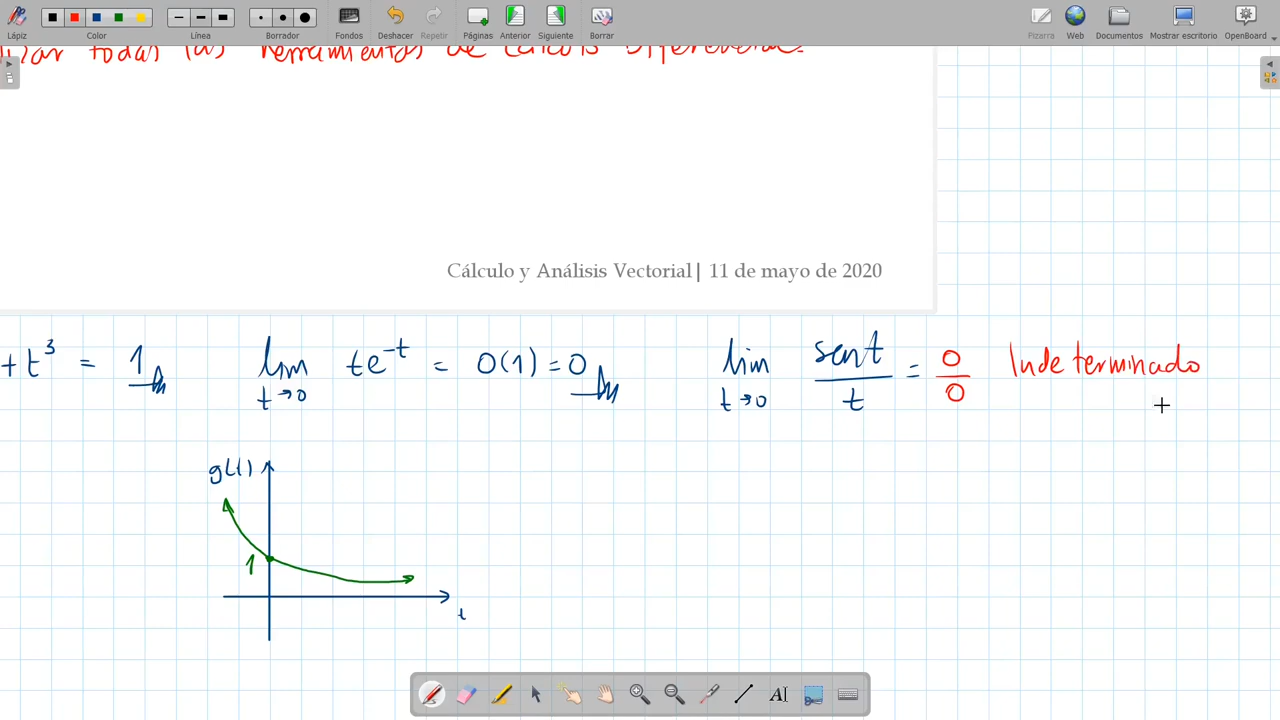 Lápiz Color Línea Borrador Fondos Deshacer Repetir Páginas Anterior Siguiente Borrar Pizarra Web Documentos Mostrar escritorio OpenBoard
todas las herramientas de cálculo Diferencial.
Cálculo y Análisis Vectorial| 11 de mayo de 2020
+ t³ = 1
lim t→0 te^-t = 0(1) = 0
lim t→0 sen t / t = 0/0 Indeterminado
g(t)
1
t